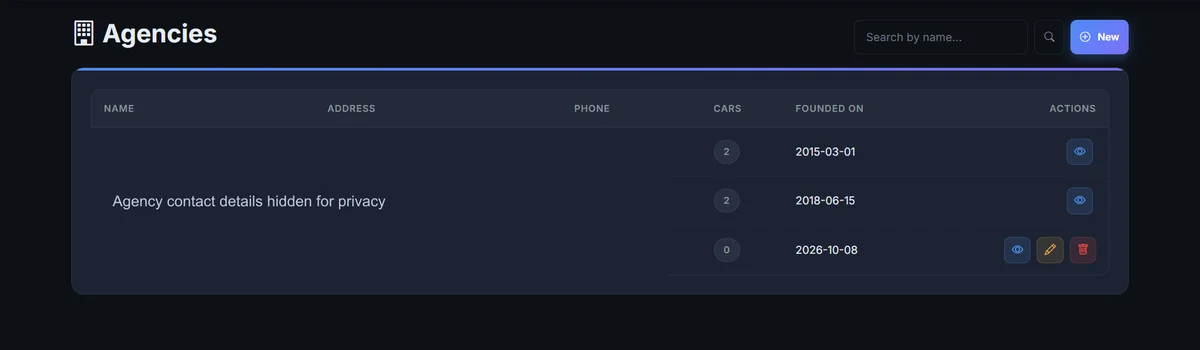 Agencies
Search by name...
New
NAME ADDRESS PHONE CARS FOUNDED ON ACTIONS
2 2015-03-01
Agency contact details hidden for privacy
2 2018-06-15
0 2026-10-08